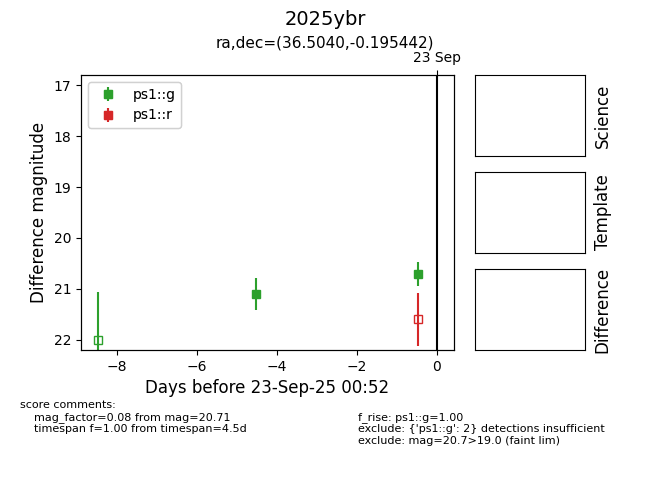 2025ybr
ra,dec=(36.5040,-0.195442)
23 Sep
ps1::g
ps1::r
17
18
19
20
21
22
Difference magnitude
−8
−6
−4
−2
0
Days before 23-Sep-25 00:52
Science
Template
Difference
score comments:
mag_factor=0.08 from mag=20.71
timespan f=1.00 from timespan=4.5d
f_rise: ps1::g=1.00
exclude: {'ps1::g': 2} detections insufficient
exclude: mag=20.7>19.0 (faint lim)